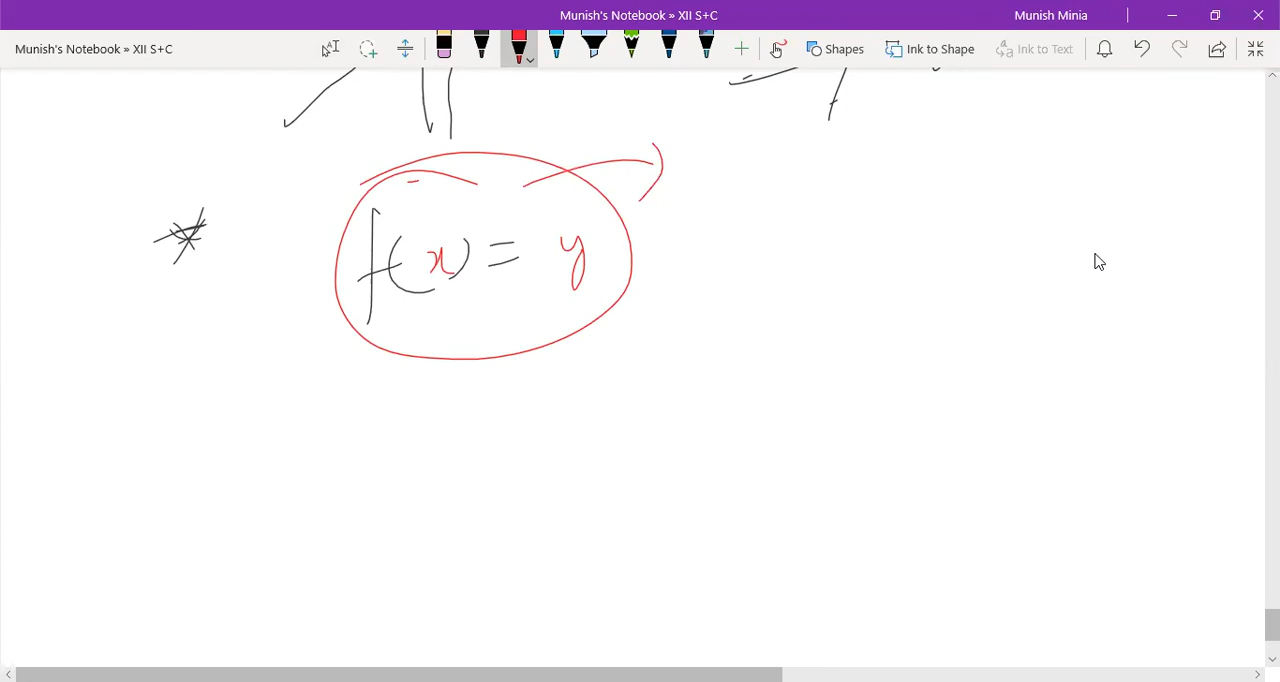 Munish's Notebook » XII S+C
Munish Minia
Munish's Notebook » XII S+C
Shapes
Ink to Shape
Ink to Text
* f(x) = y